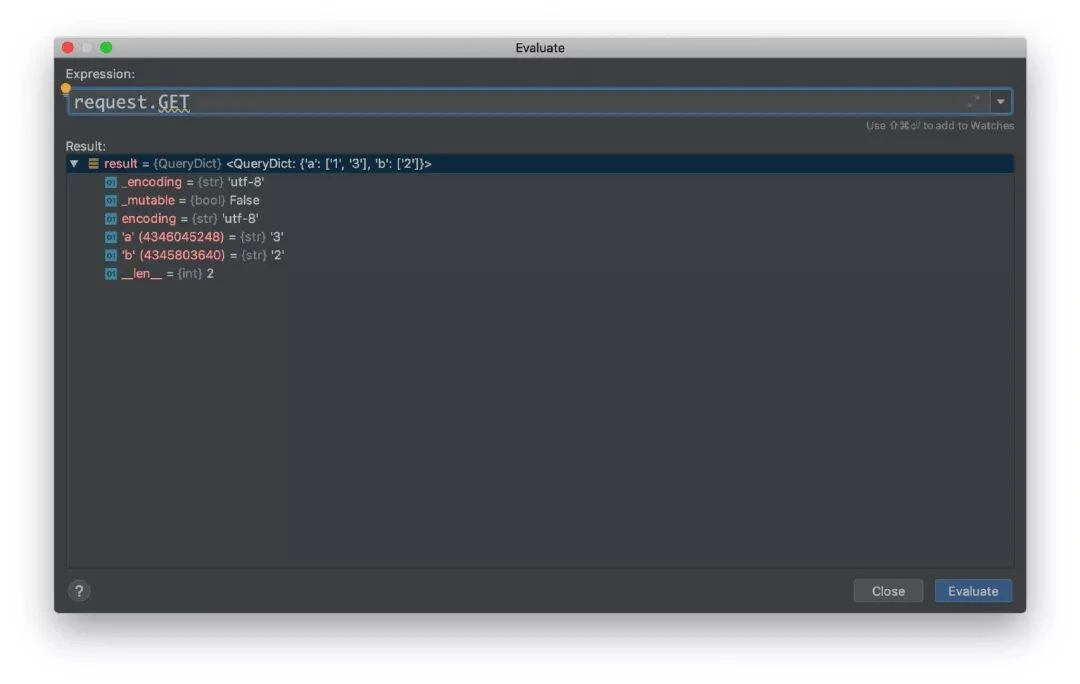 Evaluate
Expression:
request.GET
Use ⇧⌘⏎ to add to Watches
Result:
result = {QueryDict} <QueryDict: {'a': ['1', '3'], 'b': ['2']}>
_encoding = {str} 'utf-8'
_mutable = {bool} False
encoding = {str} 'utf-8'
'a' (4346045248) = {str} '3'
'b' (4345803640) = {str} '2'
__len__ = {int} 2
?
Close
Evaluate